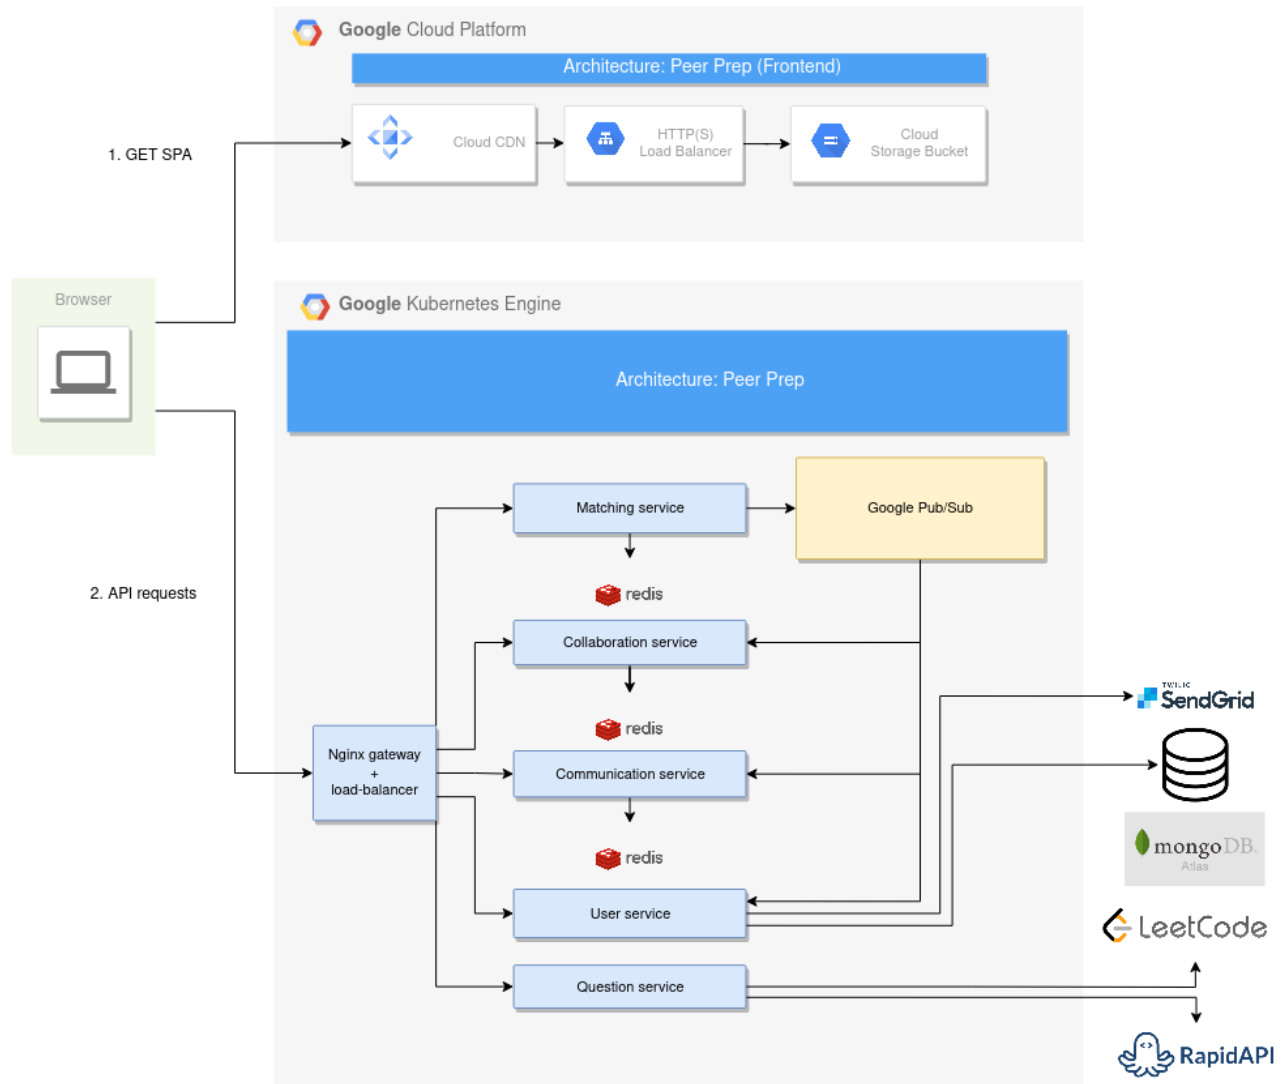 Google Cloud Platform
Architecture: Peer Prep (Frontend)
1. GET SPA
Cloud CDN
HTTP(S)
Load Balancer
Cloud
Storage Bucket
Browser
Google Kubernetes Engine
Architecture: Peer Prep
2. API requests
Matching service
Google Pub/Sub
redis
Collaboration service
redis
Nginx gateway
+
load-balancer
Communication service
redis
User service
Question service
TWILIO
SendGrid
mongoDB.
Atlas
LeetCode
RapidAPI